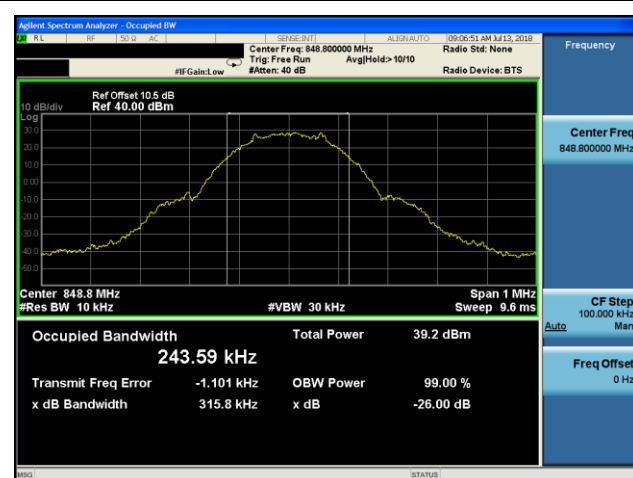 Agilent Spectrum Analyzer - Occupied BW
RL RF 50 Ω AC SENSE:INT ALIGNAUTO 09:06:51 AM Jul 13, 2018
Center Freq: 848.800000 MHz Radio Std: None
Trig: Free Run Avg|Hold:> 10/10
#IFGain:Low #Atten: 40 dB Radio Device: BTS
Ref Offset 10.5 dB
10 dB/div Ref 40.00 dBm
Log
30.0
20.0
10.0
0.00
-10.0
-20.0
-30.0
-40.0
-50.0
Center 848.8 MHz Span 1 MHz
#Res BW 10 kHz #VBW 30 kHz Sweep 9.6 ms
Occupied Bandwidth Total Power 39.2 dBm
243.59 kHz
Transmit Freq Error -1.101 kHz OBW Power 99.00 %
x dB Bandwidth 315.8 kHz x dB -26.00 dB
MSG STATUS
Frequency
Center Freq
848.800000 MHz
CF Step
100.000 kHz
Auto Man
Freq Offset
0 Hz